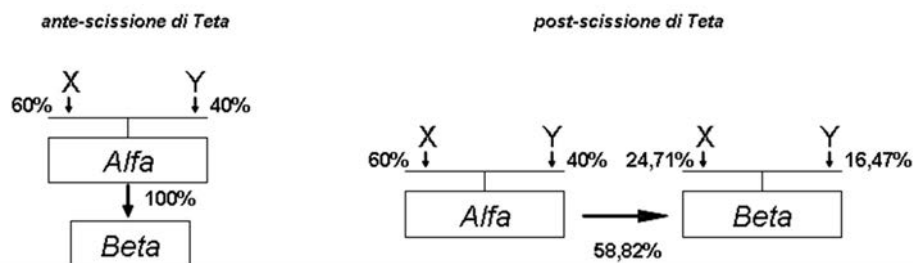 ante-scissione di Teta
X Y
60% 40%
Alfa
100%
Beta
post-scissione di Teta
X Y X Y
60% 40% 24,71% 16,47%
Alfa Beta
58,82%